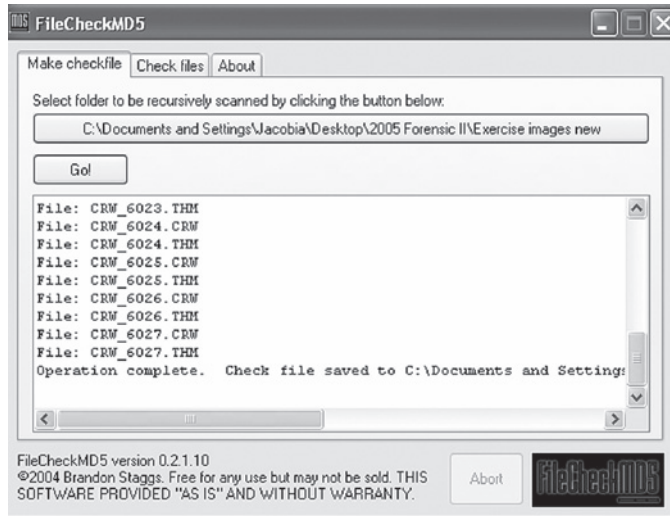 MD5 FileCheckMD5
Make checkfile Check files About
Select folder to be recursively scanned by clicking the button below:
C:\Documents and Settings\Jacobia\Desktop\2005 Forensic II\Exercise images new
Go!
File: CRW_6023.THM
File: CRW_6024.CRW
File: CRW_6024.THM
File: CRW_6025.CRW
File: CRW_6025.THM
File: CRW_6026.CRW
File: CRW_6026.THM
File: CRW_6027.CRW
File: CRW_6027.THM
Operation complete. Check file saved to C:\Documents and Settings
FileCheckMD5 version 0.2.1.10
©2004 Brandon Staggs. Free for any use but may not be sold. THIS
SOFTWARE PROVIDED "AS IS" AND WITHOUT WARRANTY.
Abort
FileCheckMD5